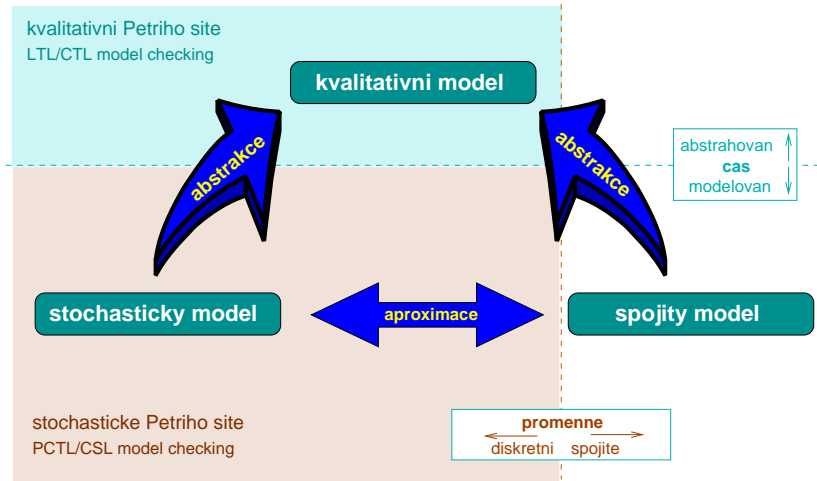 kvalitativni Petriho site
LTL/CTL model checking
kvalitativni model
abstrakce
abstrakce
abstrahovan
cas
modelovan
stochasticky model
aproximace
spojity model
stochasticke Petriho site
PCTL/CSL model checking
promenne
diskretni spojite